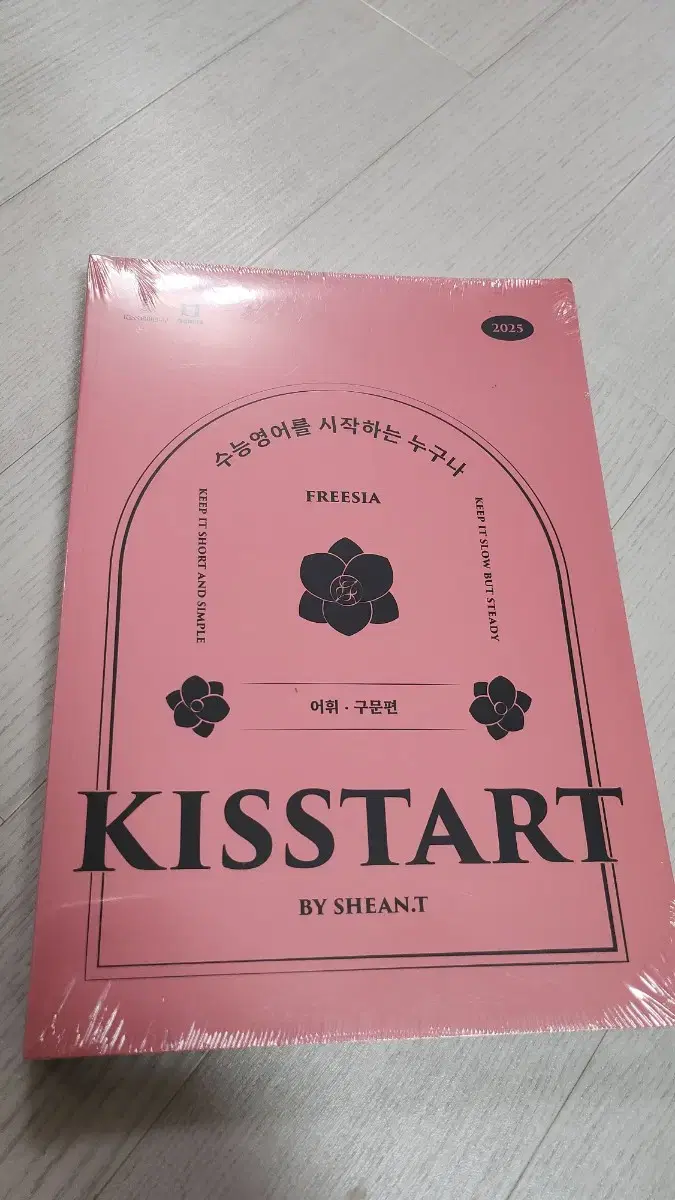 2025
수능영어를 시작하는 누구나
FREESIA
KEEP IT SHORT AND SIMPLE
KEEP IT SLOW BUT STEADY
어휘 · 구문편
KISSTART
BY SHEAN.T